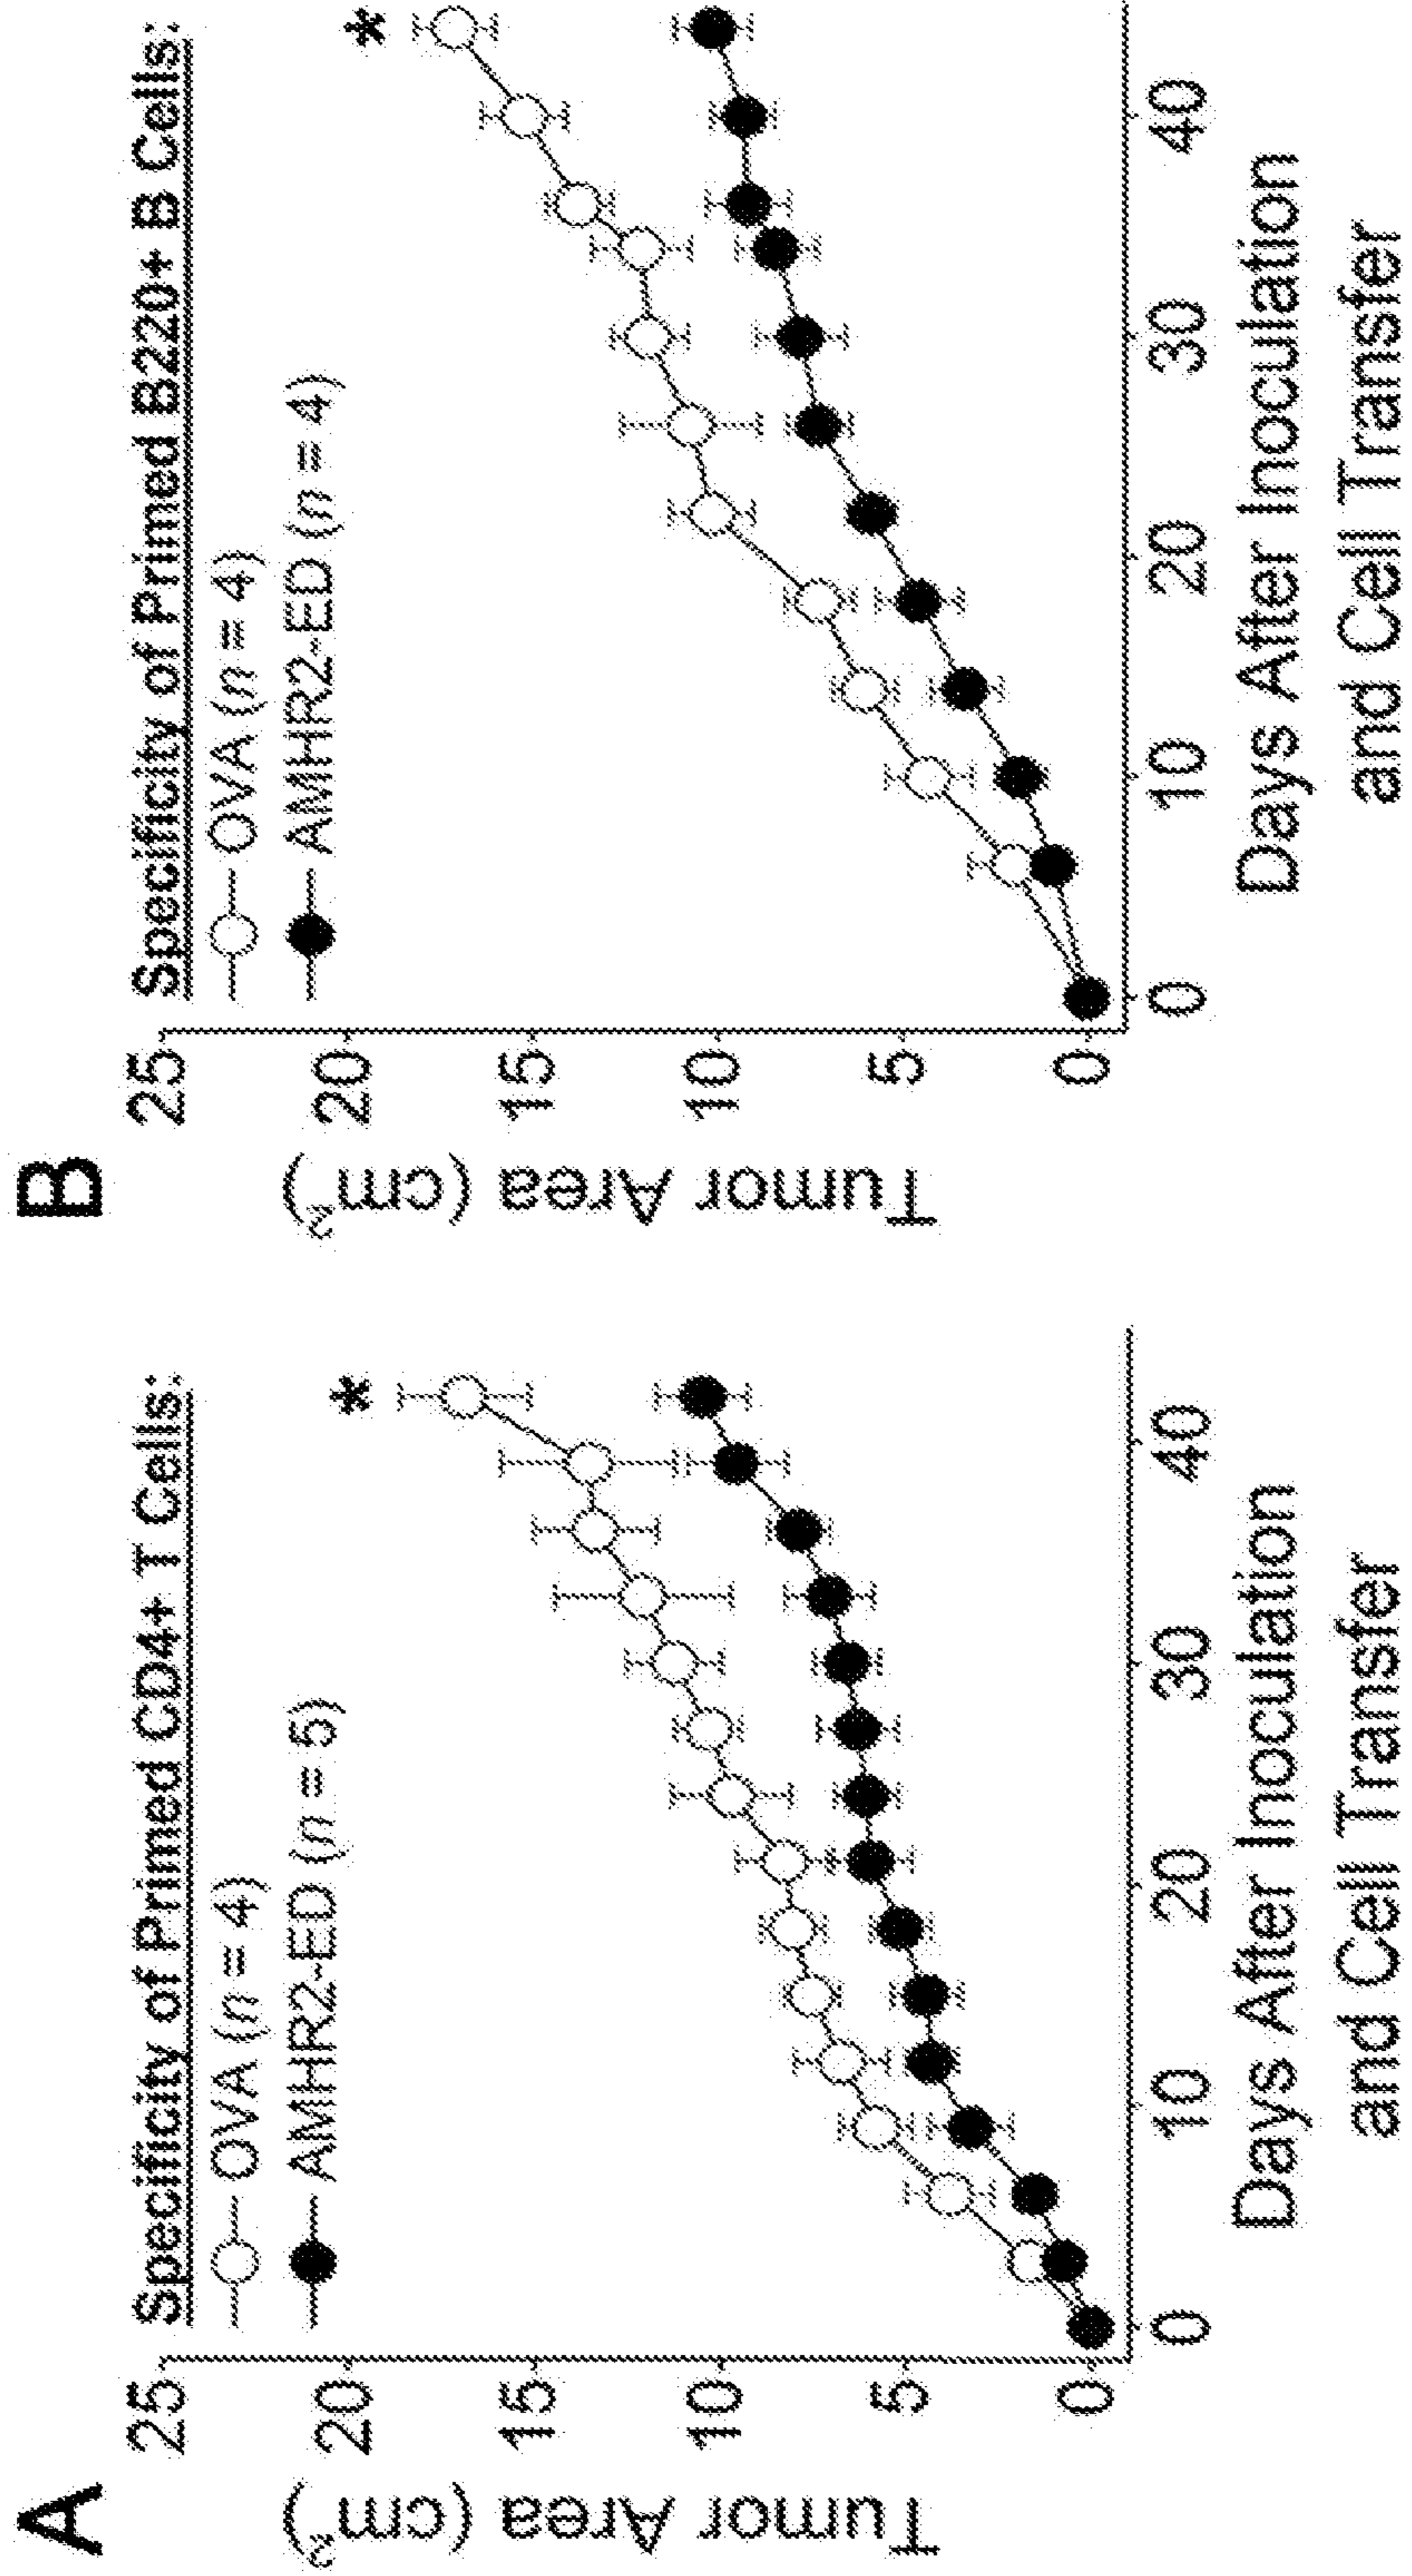 A
Specificity of Primed CD4+ T Cells:
OVA (n = 4)
AMHR2-ED (n = 5)
*
Tumor Area (cm²)
25
20
15
10
5
0
0 10 20 30 40
Days After Inoculation
and Cell Transfer
B
Specificity of Primed B220+ B Cells:
OVA (n = 4)
AMHR2-ED (n = 4)
*
Tumor Area (cm²)
25
20
15
10
5
0
0 10 20 30 40
Days After Inoculation
and Cell Transfer